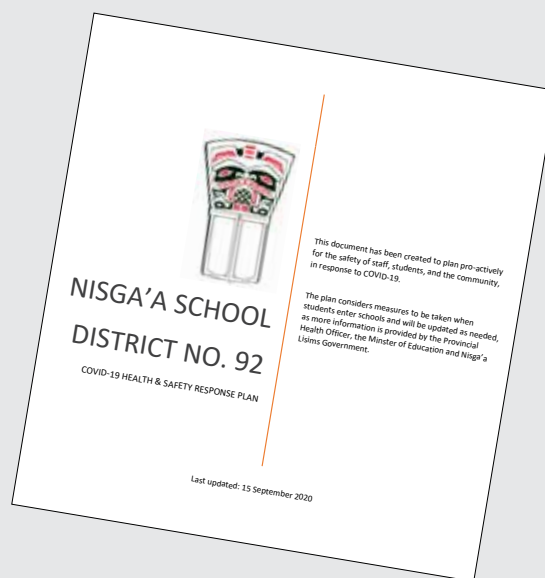 NISGA'A SCHOOL
DISTRICT NO. 92
COVID-19 HEALTH & SAFETY RESPONSE PLAN
This document has been created to plan pro-actively
for the safety of staff, students, and the community,
in response to COVID-19.
The plan considers measures to be taken when
students enter schools and will be updated as needed,
as more information is provided by the Provincial
Health Officer, the Minster of Education and Nisga'a
Lisims Government.
Last updated: 15 September 2020